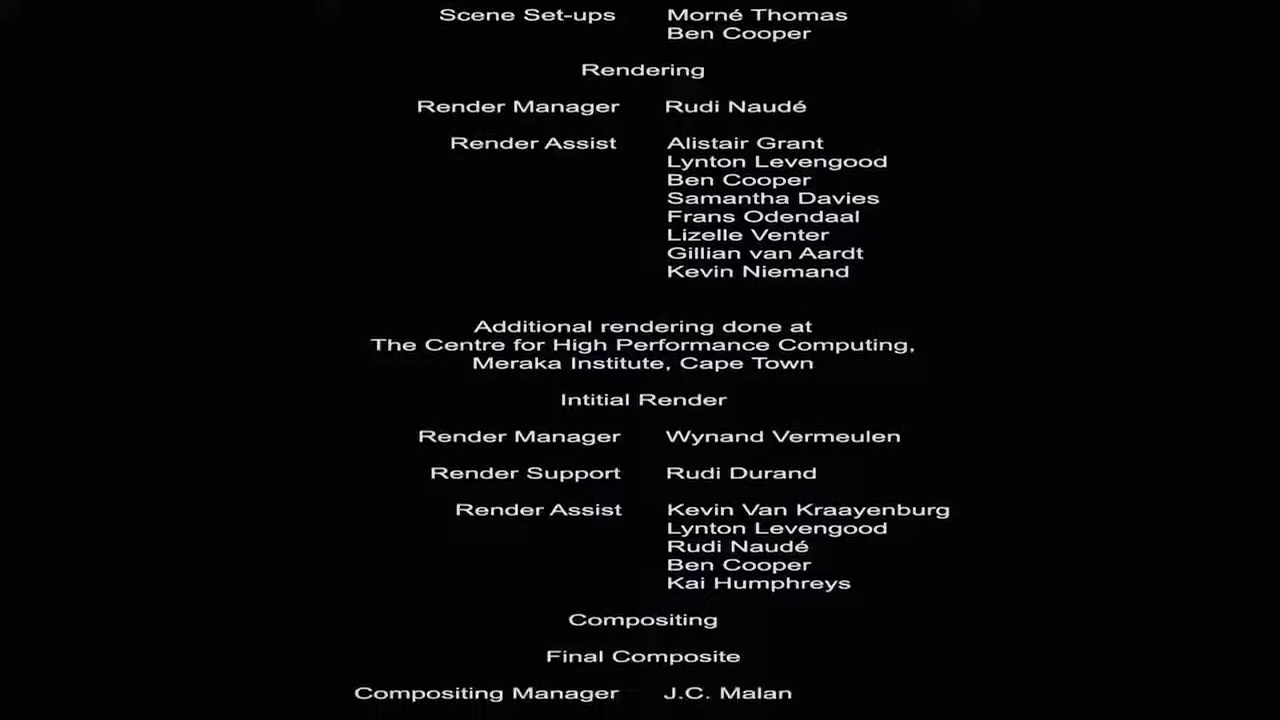 Scene Set-ups Morné Thomas
Ben Cooper
Rendering
Render Manager Rudi Naudé
Render Assist Alistair Grant
Lynton Levengood
Ben Cooper
Samantha Davies
Frans Odendaal
Lizelle Venter
Gillian van Aardt
Kevin Niemand
Additional rendering done at
The Centre for High Performance Computing,
Meraka Institute, Cape Town
Intitial Render
Render Manager Wynand Vermeulen
Render Support Rudi Durand
Render Assist Kevin Van Kraayenburg
Lynton Levengood
Rudi Naudé
Ben Cooper
Kai Humphreys
Compositing
Final Composite
Compositing Manager J.C. Malan